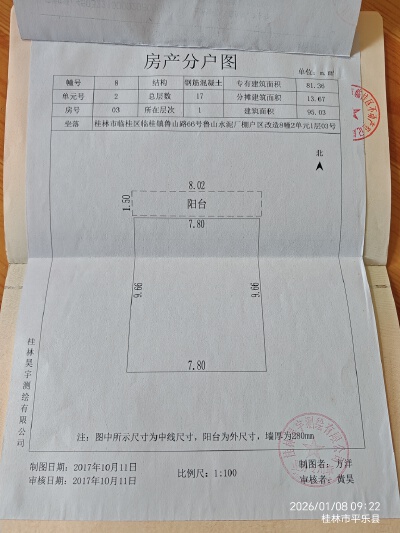 房产分户图
单位：m、㎡
幢号 8 结构 钢筋混凝土 专有建筑面积 81.36
单元号 2 总层数 17 分摊建筑面积 13.67
房号 03 所在层次 1 建筑面积 95.03
坐落 桂林市临桂区临桂镇鲁山路66号鲁山水泥厂棚户区改造8幢2单元1层03号
北
8.02
1.50
阳台
7.80
9.66
9.66
7.80
桂林昊宇测绘有限公司
注：图中所示尺寸为中线尺寸，阳台为外尺寸，墙厚为280mm
制图日期：2017年10月11日
审核日期：2017年10月11日
比例尺：1:100
制图者：方洋
审核者：黄昊
2026/01/08 09:22
桂林市平乐县